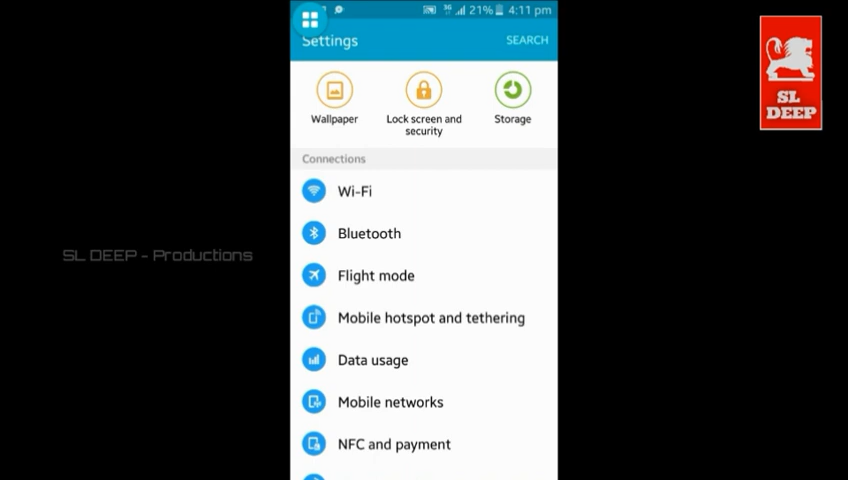 3G 21% 4:11 pm
Settings SEARCH
Wallpaper Lock screen and security Storage
Connections
Wi-Fi
Bluetooth
Flight mode
Mobile hotspot and tethering
Data usage
Mobile networks
NFC and payment
SL DEEP - Productions
SL
DEEP